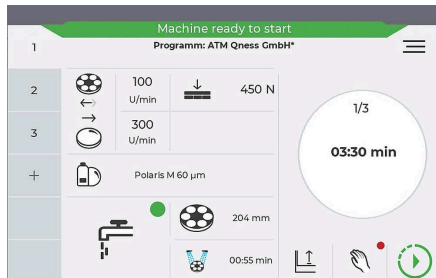 Machine ready to start
Programm: ATM Qness GmbH*
1
2
3
+
100
U/min
450 N
300
U/min
Polaris M 60 µm
204 mm
00:55 min
1/3
03:30 min